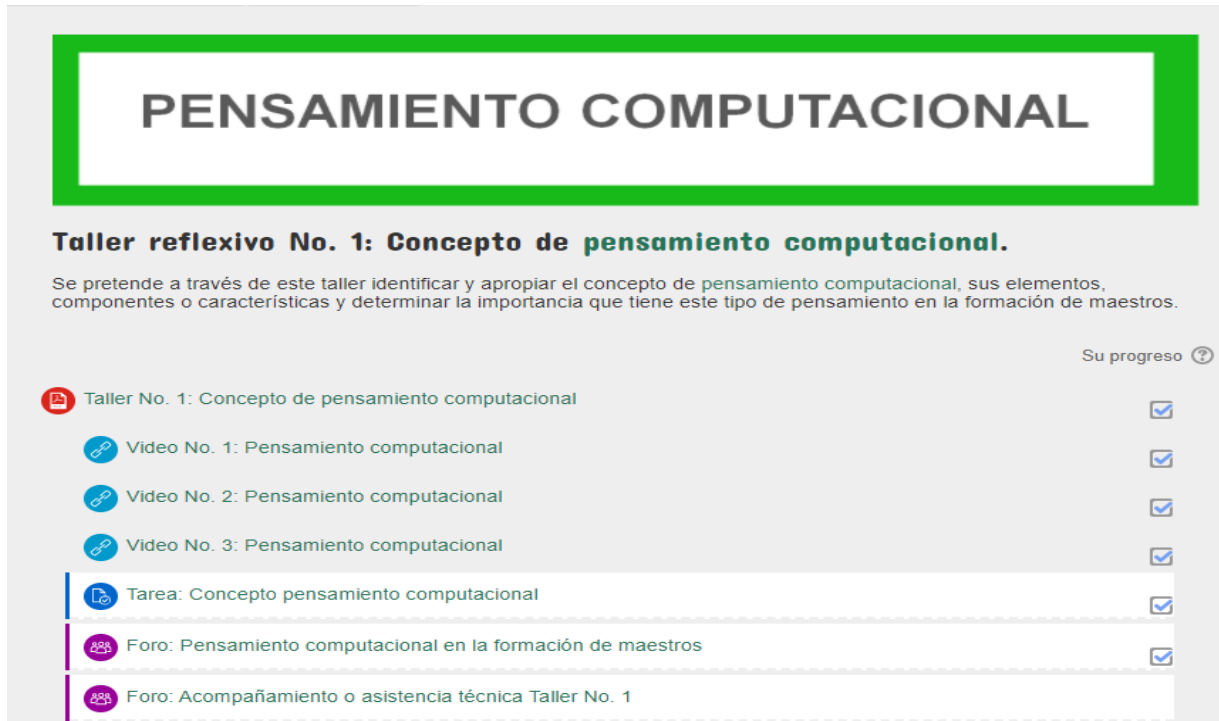 PENSAMIENTO COMPUTACIONAL
Taller reflexivo No. 1: Concepto de pensamiento computacional.
Se pretende a través de este taller identificar y apropiar el concepto de pensamiento computacional, sus elementos,
componentes o características y determinar la importancia que tiene este tipo de pensamiento en la formación de maestros.
Su progreso
Taller No. 1: Concepto de pensamiento computacional
Video No. 1: Pensamiento computacional
Video No. 2: Pensamiento computacional
Video No. 3: Pensamiento computacional
Tarea: Concepto pensamiento computacional
Foro: Pensamiento computacional en la formación de maestros
Foro: Acompañamiento o asistencia técnica Taller No. 1